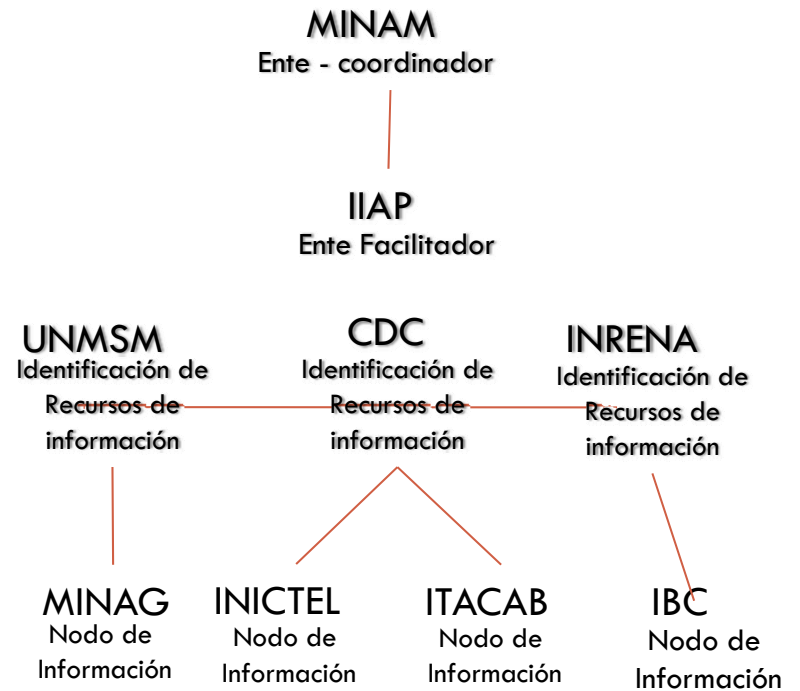 MINAM
Ente - coordinador
IIAP
Ente Facilitador
UNMSM
Identificación de
Recursos de
información
CDC
Identificación de
Recursos de
información
INRENA
Identificación de
Recursos de
información
MINAG
Nodo de
Información
INICTEL
Nodo de
Información
ITACAB
Nodo de
Información
IBC
Nodo de
Información